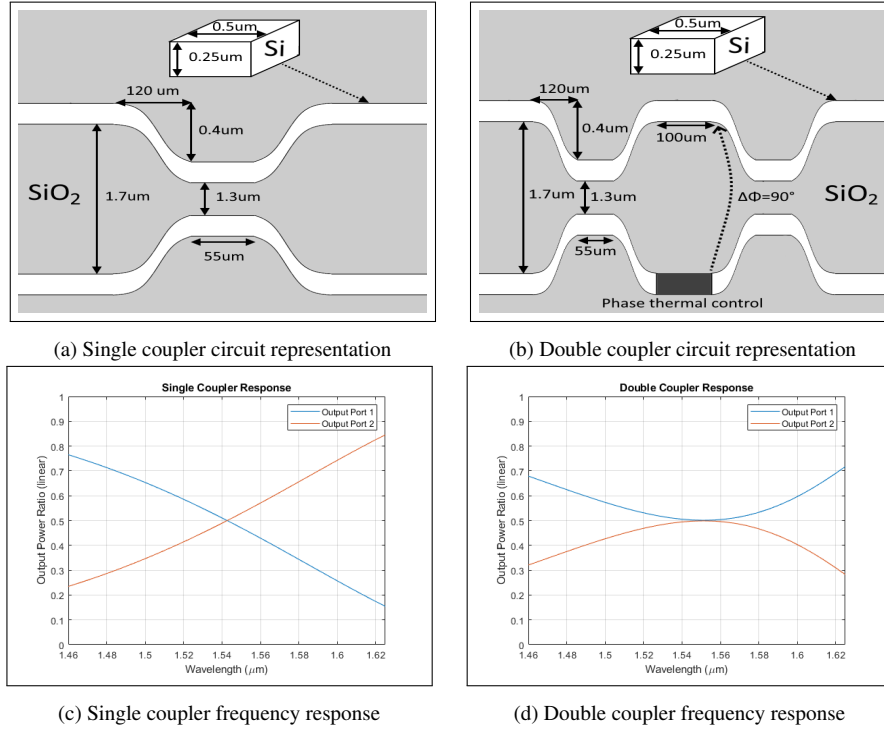 0.5um
0.25um
Si
120 um
0.4um
SiO2
1.7um
1.3um
55um
(a) Single coupler circuit representation
0.5um
0.25um
Si
120um
0.4um
100um
1.7um
1.3um
ΔΦ=90°
SiO2
55um
Phase thermal control
(b) Double coupler circuit representation
Single Coupler Response
Output Port 1
Output Port 2
Output Power Ratio (linear)
1
0.9
0.8
0.7
0.6
0.5
0.4
0.3
0.2
0.1
0
1.46 1.48 1.5 1.52 1.54 1.56 1.58 1.6 1.62
Wavelength (μm)
(c) Single coupler frequency response
Double Coupler Response
Output Port 1
Output Port 2
Output Power Ratio (linear)
1
0.9
0.8
0.7
0.6
0.5
0.4
0.3
0.2
0.1
0
1.46 1.48 1.5 1.52 1.54 1.56 1.58 1.6 1.62
Wavelength (μm)
(d) Double coupler frequency response